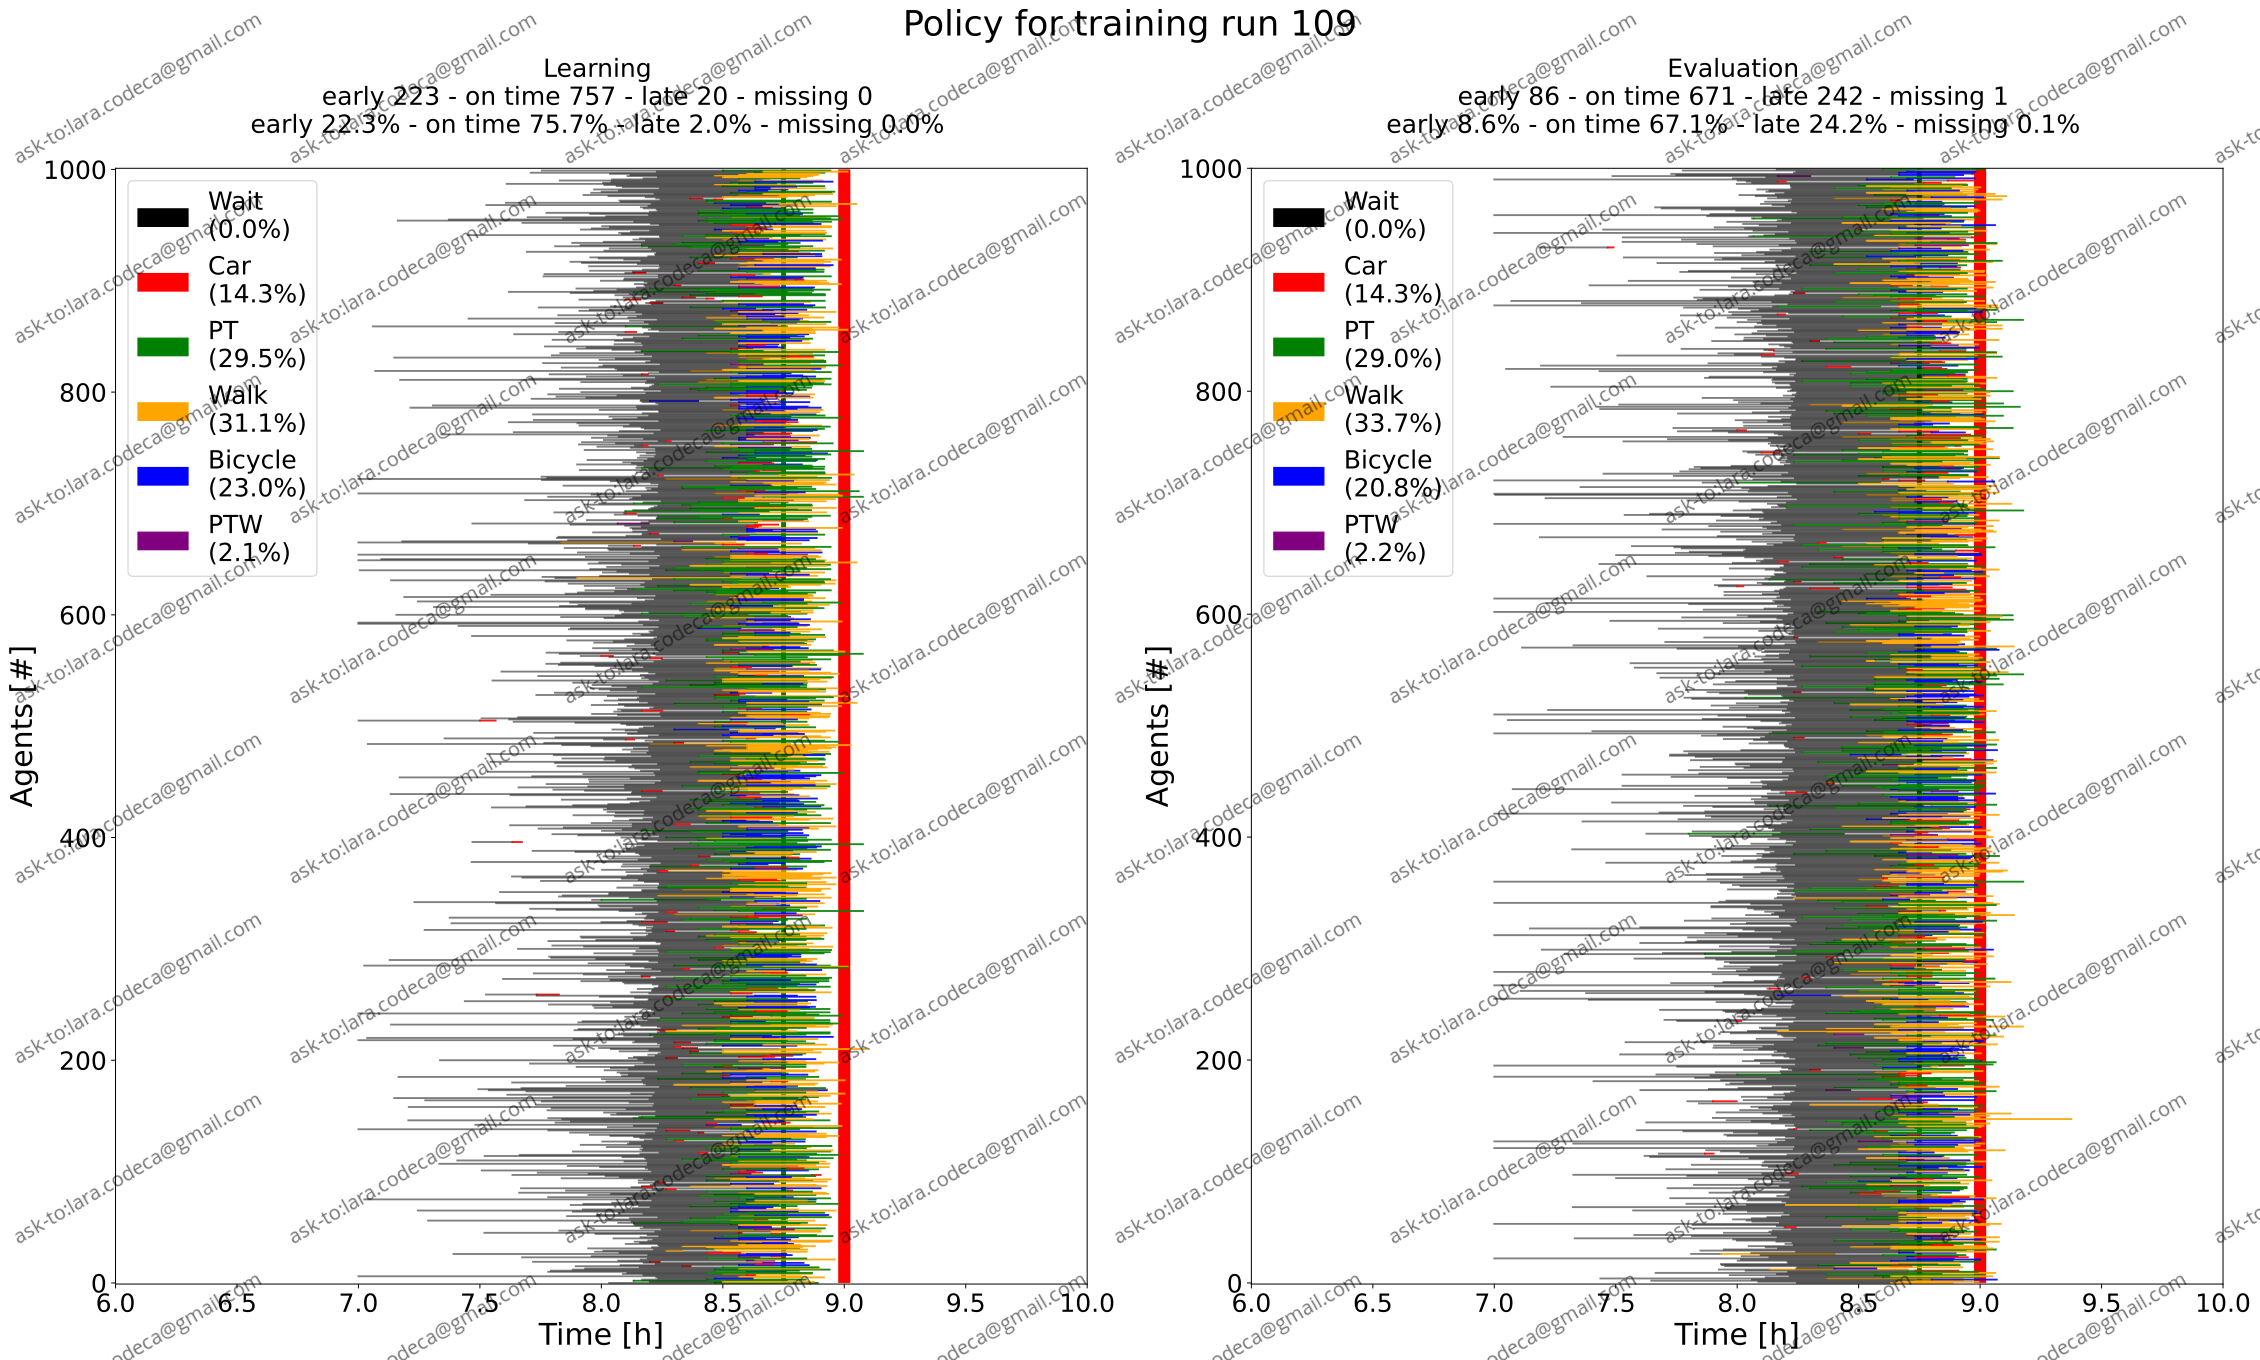 Policy for training run 109
Learning
early 223 - on time 757 - late 20 - missing 0
early 22.3% - on time 75.7% - late 2.0% - missing 0.0%
1000
800
600
400
200
0
Agents [#]
Wait
(0.0%)
Car
(14.3%)
PT
(29.5%)
Walk
(31.1%)
Bicycle
(23.0%)
PTW
(2.1%)
6.0 6.5 7.0 7.5 8.0 8.5 9.0 9.5 10.0
Time [h]
Evaluation
early 86 - on time 671 - late 242 - missing 1
early 8.6% - on time 67.1% - late 24.2% - missing 0.1%
1000
800
600
400
200
0
Agents [#]
Wait
(0.0%)
Car
(14.3%)
PT
(29.0%)
Walk
(33.7%)
Bicycle
(20.8%)
PTW
(2.2%)
6.0 6.5 7.0 7.5 8.0 8.5 9.0 9.5 10.0
Time [h]
ask-to:lara.codeca@gmail.com